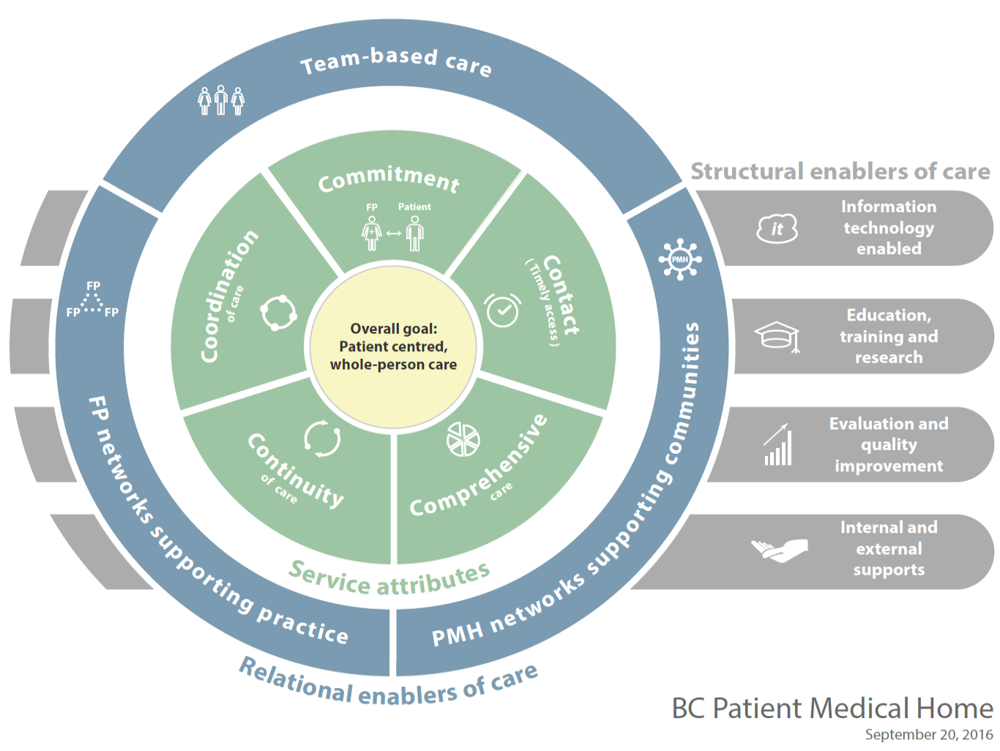 Team-based care
Commitment
FP
Patient
Coordination
of care
Contact
(Timely access)
Overall goal:
Patient centred,
whole-person care
Continuity
of care
Comprehensive
care
Service attributes
FP
FP
FP
FP networks supporting practice
PMH
PMH networks supporting communities
Relational enablers of care
Structural enablers of care
it
Information
technology
enabled
Education,
training and
research
Evaluation and
quality
improvement
Internal and
external
supports
BC Patient Medical Home
September 20, 2016